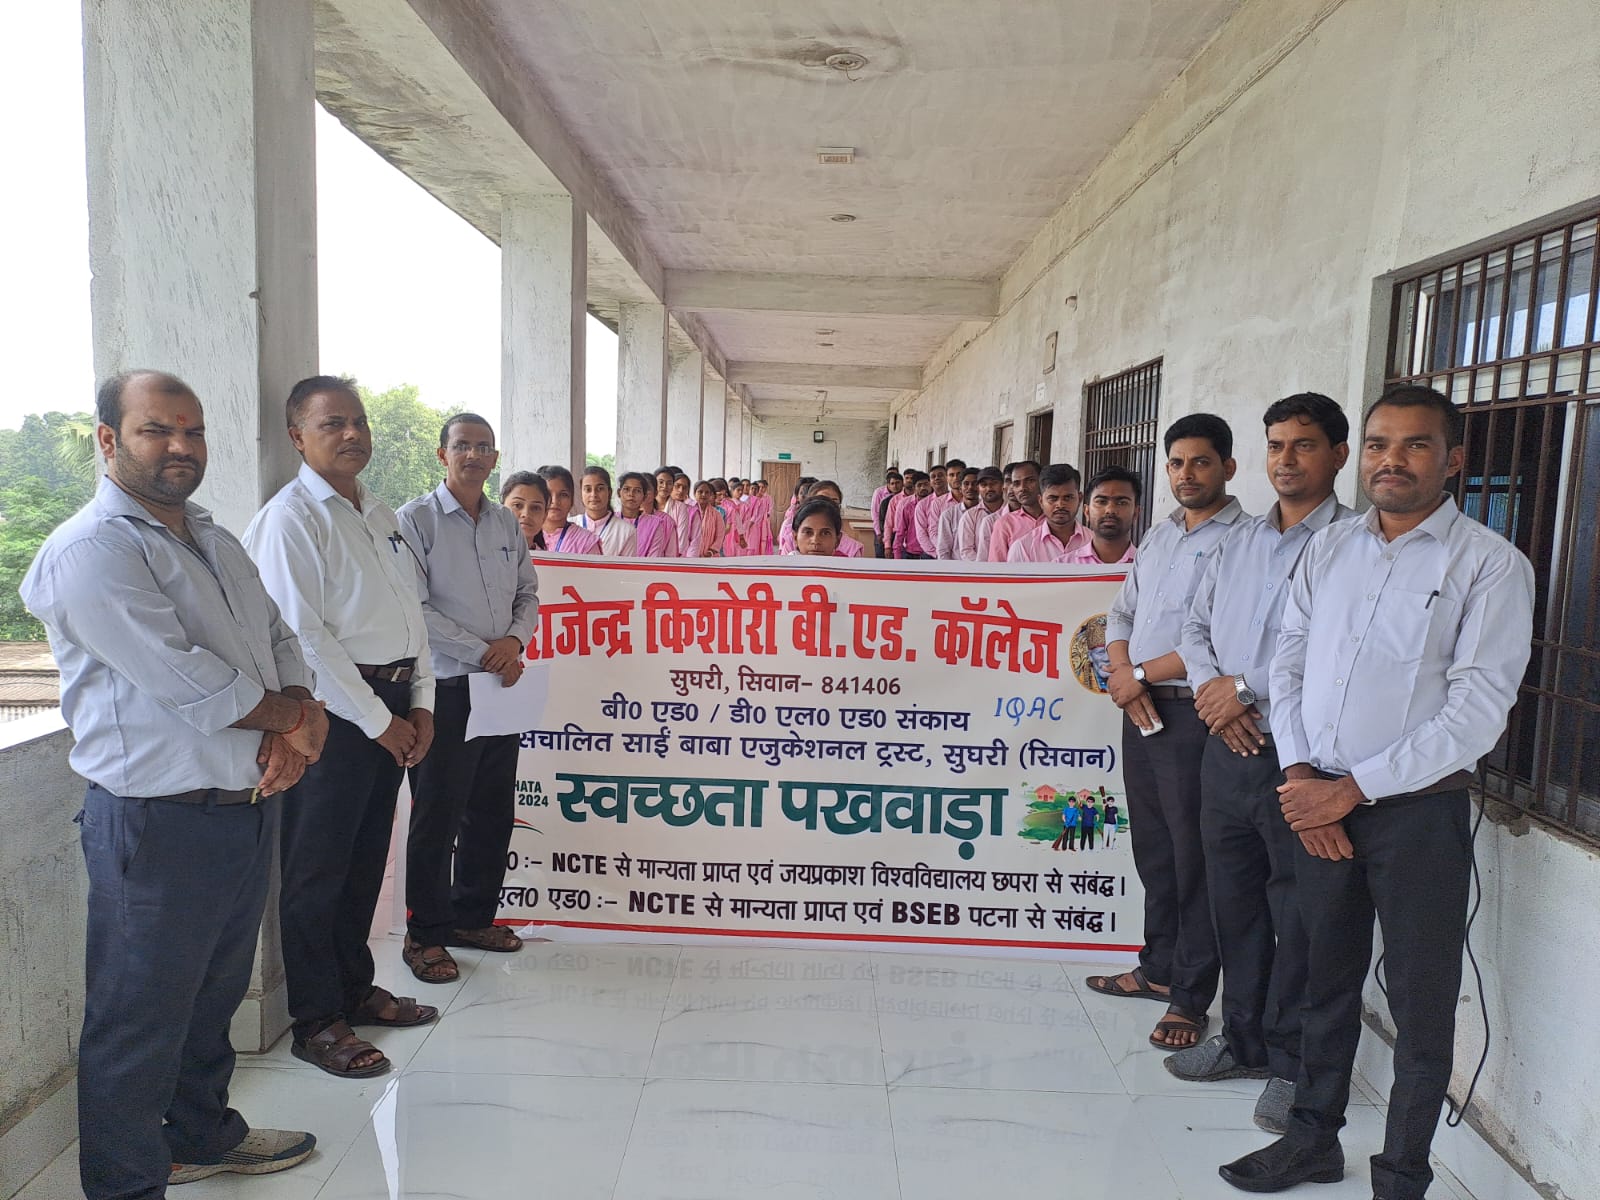 राजेन्द्र किशोरी बी.एड. कॉलेज
सुघरी, सिवान- 841406
बी0 एड0 / डी0 एल0 एड0 संकाय IQAC
संचालित साईं बाबा एजुकेशनल ट्रस्ट, सुघरी (सिवान)
2024 स्वच्छता पखवाड़ा
:- NCTE से मान्यता प्राप्त एवं जयप्रकाश विश्वविद्यालय छपरा से संबंद्ध।
एल0 एड0 :- NCTE से मान्यता प्राप्त एवं BSEB पटना से संबंद्ध।